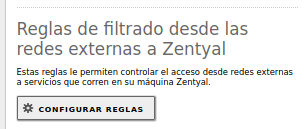 Reglas de filtrado desde las
redes externas a Zentyal
Estas reglas le permiten controlar el acceso desde redes externas
a servicios que corren en su máquina Zentyal.
CONFIGURAR REGLAS